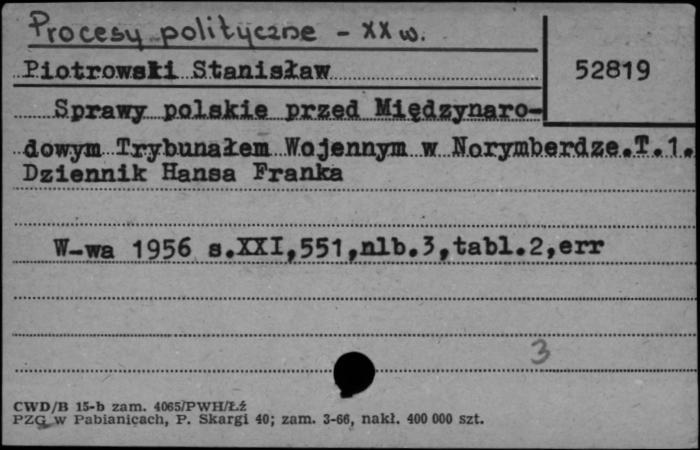 Procesy polityczne - XX w.
Piotrowski Stanisław
52819
Sprawy polskie przed Międzynaro-
dowym Trybunałem Wojennym w Norymberdze.T.1.
Dziennik Hansa Franka
W-wa 1956 s.XXI,551,nlb.3,tabl.2,err
3
CWD/B 15-b zam. 4065/PWH/Łź
PZG w Pabianicach, P. Skargi 40; zam. 3-66, nakł. 400 000 szt.